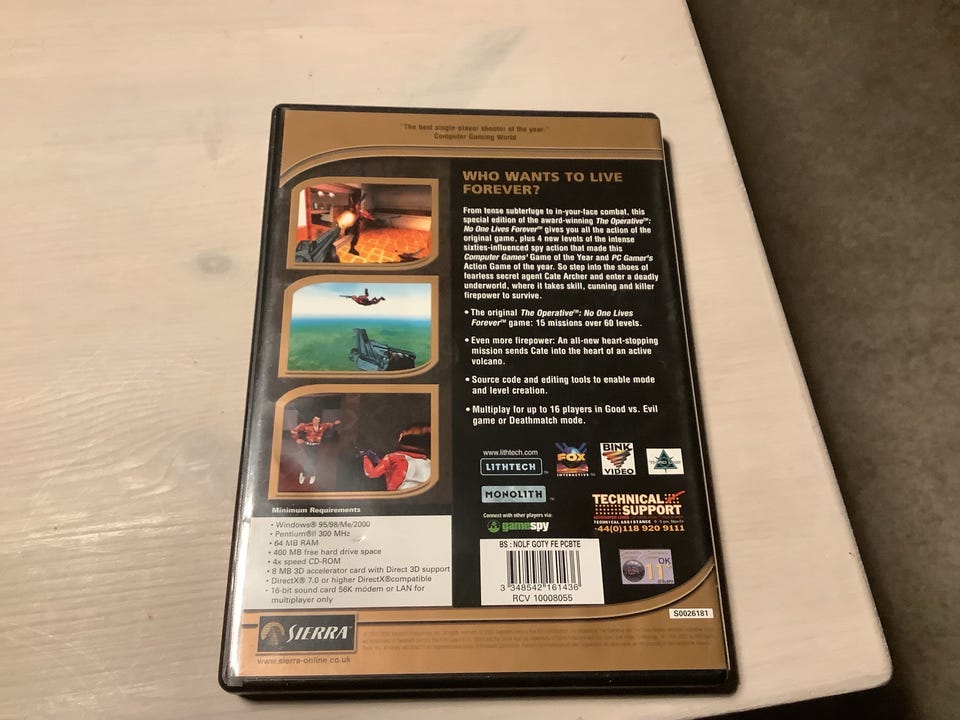 "The best single-player shooter of the year."
Computer Gaming World
WHO WANTS TO LIVE
FOREVER?
From tense subterfuge to in-your-face combat, this
special edition of the award-winning The Operative™:
No One Lives Forever™ gives you all the action of the
original game, plus 4 new levels of the intense
sixties-influenced spy action that made this
Computer Games' Game of the Year and PC Gamer's
Action Game of the year. So step into the shoes of
fearless secret agent Cate Archer and enter a deadly
underworld, where it takes skill, cunning and killer
firepower to survive.
• The original The Operative™: No One Lives
Forever™ game: 15 missions over 60 levels.
• Even more firepower: An all-new heart-stopping
mission sends Cate into the heart of an active
volcano.
• Source code and editing tools to enable mode
and level creation.
• Multiplay for up to 16 players in Good vs. Evil
game or Deathmatch mode.
www.lithtech.com
LITHTECH™
FOX
INTERACTIVE™
BINK
VIDEO
MONOLITH™
Connect with other players via:
gamespy
TECHNICAL
SUPPORT
TECHNICAL ASSISTANCE
+44(0)118 920 9111
Minimum Requirements
• Windows® 95/98/Me/2000
• Pentium®II 300 MHz
• 64 MB RAM
• 400 MB free hard drive space
• 4x speed CD-ROM
• 8 MB 3D accelerator card with Direct 3D support
• DirectX® 7.0 or higher DirectX®compatible
• 16-bit sound card 56K modem or LAN for
multiplayer only
BS : NOLF GOTY FE PCBTE
3 348542 161436
RCV 10008055
OK
11+
S0026181
SIERRA™
www.sierra-online.co.uk